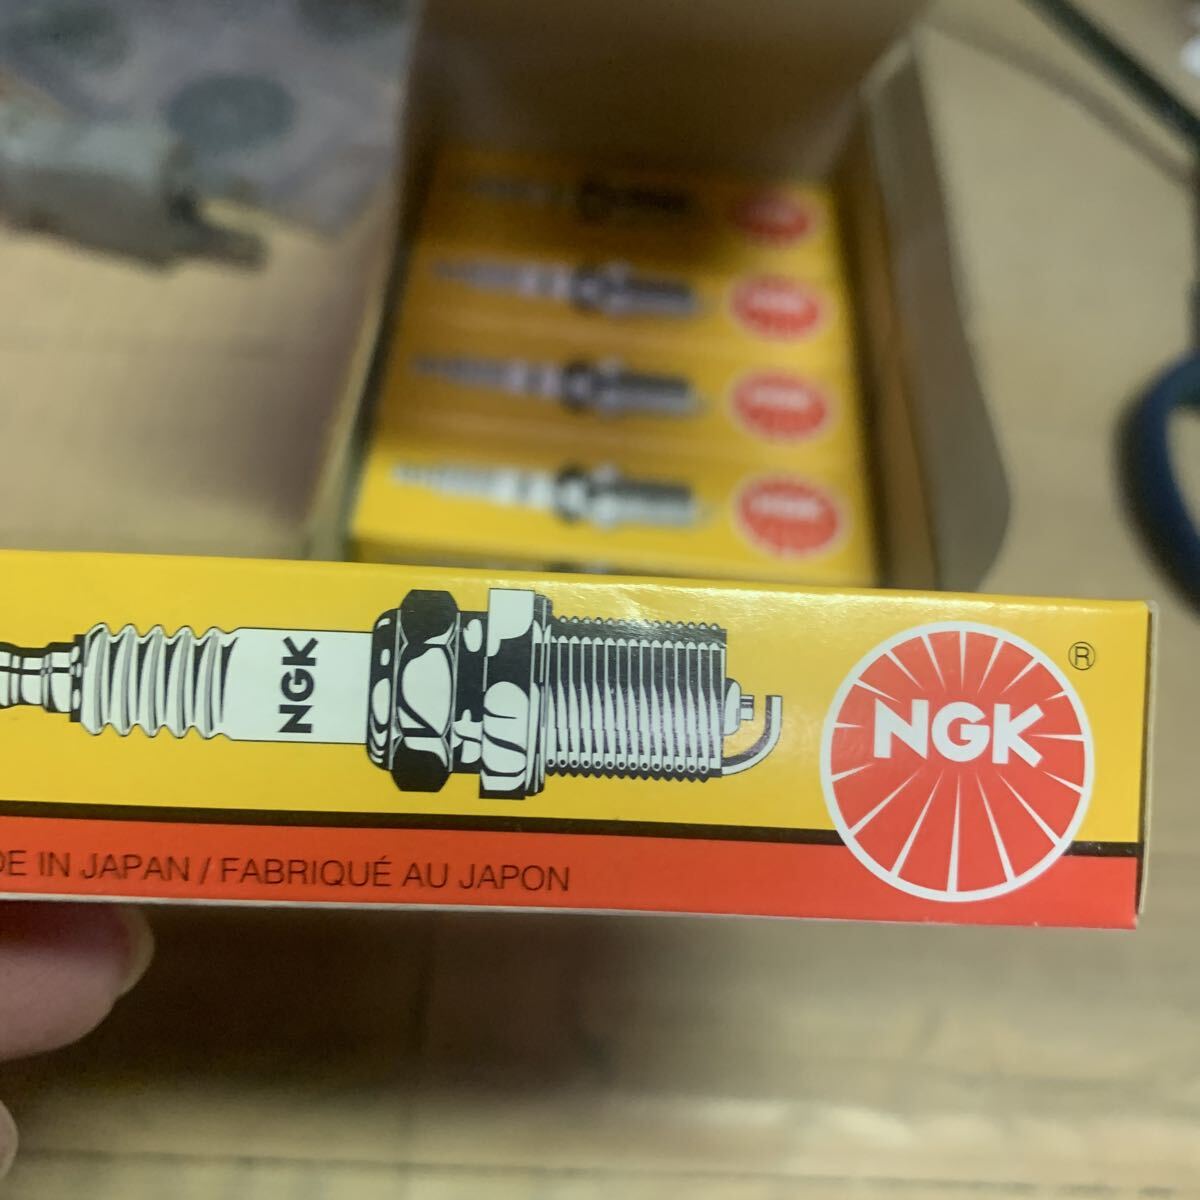 NGK
NGK
®
DE IN JAPAN / FABRIQUÉ AU JAPON